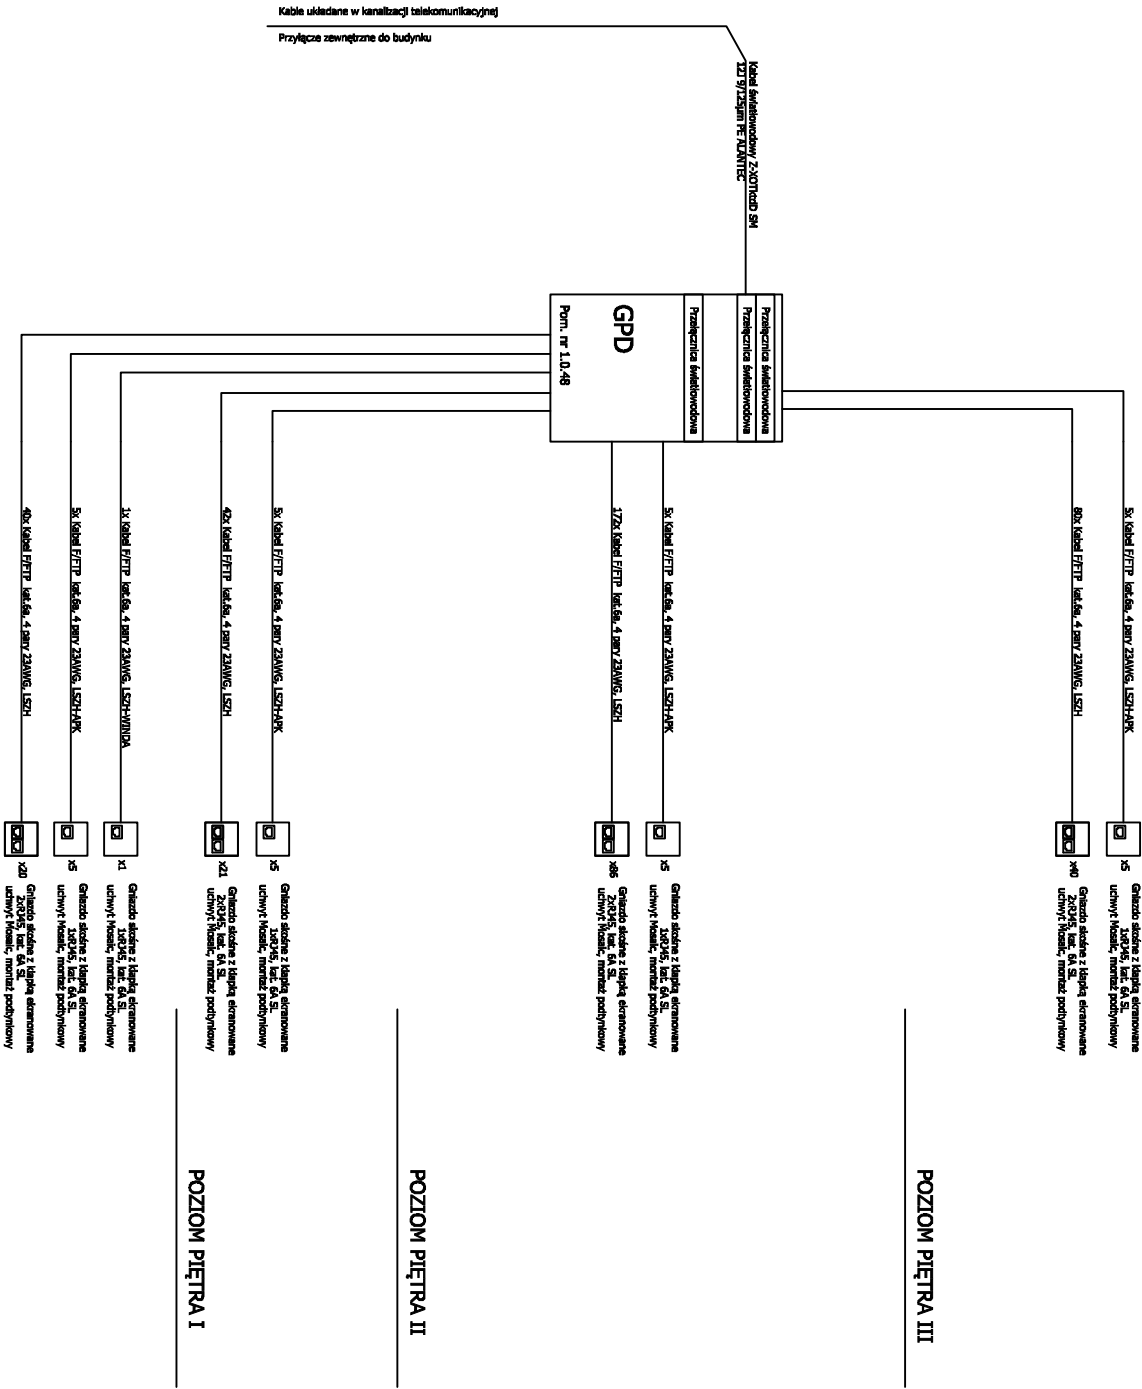 Kable układane w kanalizacji telekomunikacyjnej
Przyłącze zewnętrzne do budynku
Kabel światłowodowy Z-XOTKtdD SM
12J 9/125µm PE ALANTEC
Przełącznica światłowodowa
Przełącznica światłowodowa
Przełącznica światłowodowa
GPD
Pom. nr 1.0.48
5x Kabel F/FTP kat.6a, 4 pary 23AWG, LSZH-APK
x5
Gniazdo skośne z klapką ekranowane
1xRJ45, kat. 6A SL
uchwyt Mosaic, montaż podtynkowy
80x Kabel F/FTP kat.6a, 4 pary 23AWG, LSZH
x40
Gniazdo skośne z klapką ekranowane
2xRJ45, kat. 6A SL
uchwyt Mosaic, montaż podtynkowy
POZIOM PIĘTRA III
5x Kabel F/FTP kat.6a, 4 pary 23AWG, LSZH-APK
x5
Gniazdo skośne z klapką ekranowane
1xRJ45, kat. 6A SL
uchwyt Mosaic, montaż podtynkowy
172x Kabel F/FTP kat.6a, 4 pary 23AWG, LSZH
x86
Gniazdo skośne z klapką ekranowane
2xRJ45, kat. 6A SL
uchwyt Mosaic, montaż podtynkowy
POZIOM PIĘTRA II
5x Kabel F/FTP kat.6a, 4 pary 23AWG, LSZH-APK
x5
Gniazdo skośne z klapką ekranowane
1xRJ45, kat. 6A SL
uchwyt Mosaic, montaż podtynkowy
42x Kabel F/FTP kat.6a, 4 pary 23AWG, LSZH
x21
Gniazdo skośne z klapką ekranowane
2xRJ45, kat. 6A SL
uchwyt Mosaic, montaż podtynkowy
POZIOM PIĘTRA I
1x Kabel F/FTP kat.6a, 4 pary 23AWG, LSZH-WINDA
x1
Gniazdo skośne z klapką ekranowane
1xRJ45, kat. 6A SL
uchwyt Mosaic, montaż podtynkowy
5x Kabel F/FTP kat.6a, 4 pary 23AWG, LSZH-APK
x5
Gniazdo skośne z klapką ekranowane
1xRJ45, kat. 6A SL
uchwyt Mosaic, montaż podtynkowy
40x Kabel F/FTP kat.6a, 4 pary 23AWG, LSZH
x20
Gniazdo skośne z klapką ekranowane
2xRJ45, kat. 6A SL
uchwyt Mosaic, montaż podtynkowy